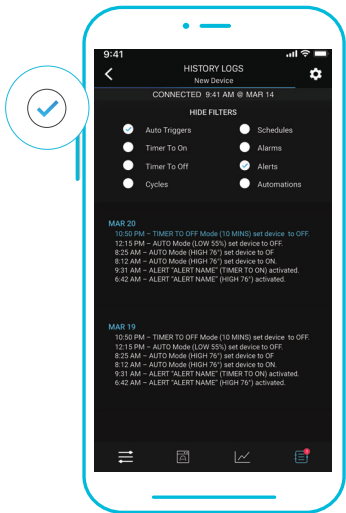 9:41
HISTORY LOGS
New Device
CONNECTED 9:41 AM @ MAR 14
HIDE FILTERS
Auto Triggers
Schedules
Timer To On
Alarms
Timer To Off
Alerts
Cycles
Automations
MAR 20
10:50 PM – TIMER TO OFF Mode (10 MINS) set device to OFF.
12:15 PM – AUTO Mode (LOW 55%) set device to OFF.
8:25 AM – AUTO Mode (HIGH 76°) set device to OF
8:12 AM – AUTO Mode (HIGH 76°) set device to ON.
9:31 AM – ALERT "ALERT NAME" (TIMER TO ON) activated.
6:42 AM – ALERT "ALERT NAME" (HIGH 76°) activated.
MAR 19
10:50 PM – TIMER TO OFF Mode (10 MINS) set device to OFF.
12:15 PM – AUTO Mode (LOW 55%) set device to OFF.
8:25 AM – AUTO Mode (HIGH 76°) set device to OF
8:12 AM – AUTO Mode (HIGH 76°) set device to ON.
9:31 AM – ALERT "ALERT NAME" (TIMER TO ON) activated.
6:42 AM – ALERT "ALERT NAME" (HIGH 76°) activated.